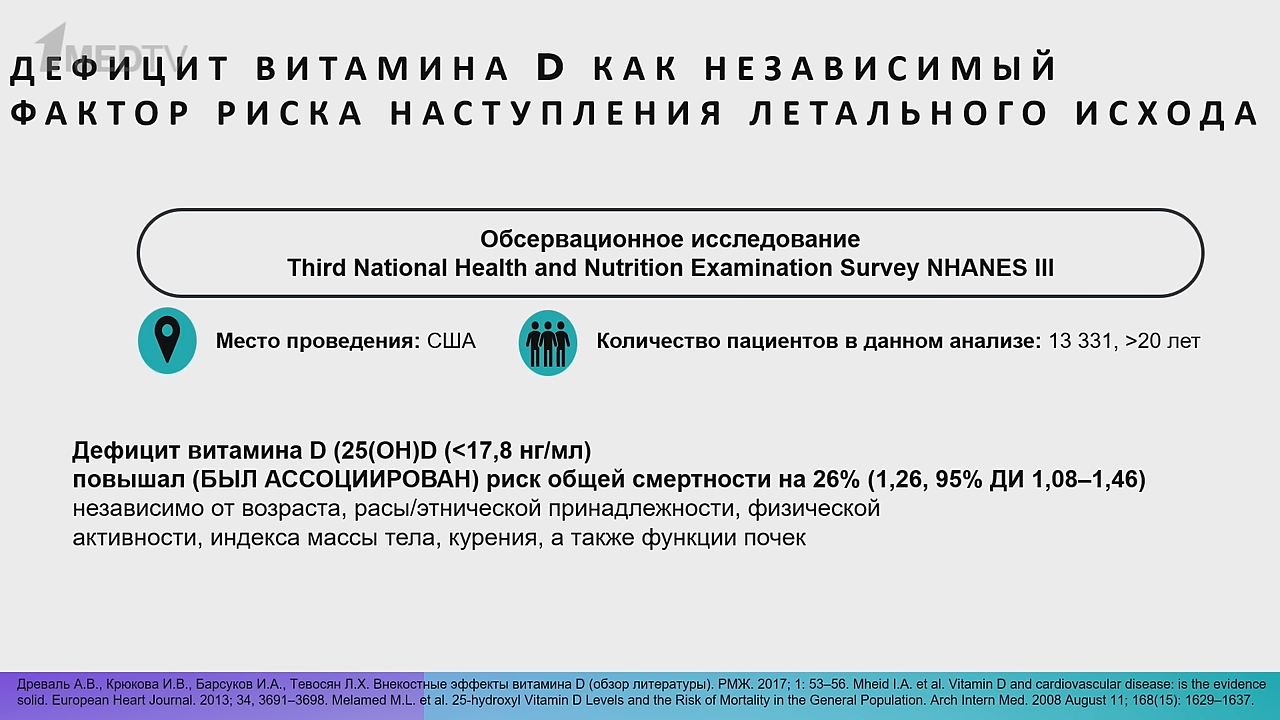 1MEDTV
ДЕФИЦИТ ВИТАМИНА D КАК НЕЗАВИСИМЫЙ
ФАКТОР РИСКА НАСТУПЛЕНИЯ ЛЕТАЛЬНОГО ИСХОДА
Обсервационное исследование
Third National Health and Nutrition Examination Survey NHANES III
Место проведения: США
Количество пациентов в данном анализе: 13 331, >20 лет
Дефицит витамина D (25(OH)D (<17,8 нг/мл)
повышал (БЫЛ АССОЦИИРОВАН) риск общей смертности на 26% (1,26, 95% ДИ 1,08–1,46)
независимо от возраста, расы/этнической принадлежности, физической
активности, индекса массы тела, курения, а также функции почек
Древаль А.В., Крюкова И.В., Барсуков И.А., Тевосян Л.Х. Внекостные эффекты витамина D (обзор литературы). РМЖ. 2017; 1: 53–56. Mheid I.A. et al. Vitamin D and cardiovascular disease: is the evidence
solid. European Heart Journal. 2013; 34, 3691–3698. Melamed M.L. et al. 25-hydroxyl Vitamin D Levels and the Risk of Mortality in the General Population. Arch Intern Med. 2008 August 11; 168(15): 1629–1637.